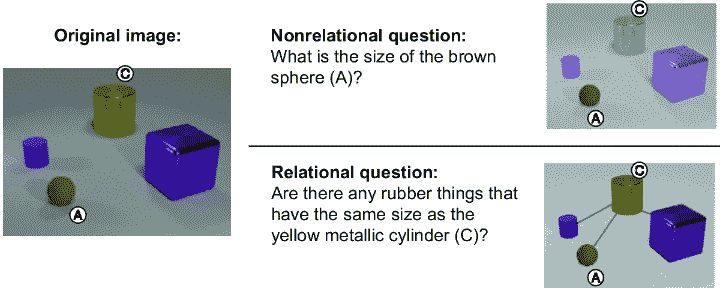 Original image:
C
A
Nonrelational question:
What is the size of the brown
sphere (A)?
C
A
Relational question:
Are there any rubber things that
have the same size as the
yellow metallic cylinder (C)?
C
A